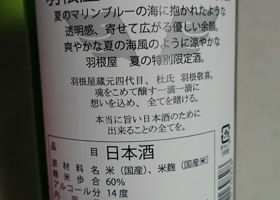 夏のマリンブルーの海に抱かれたような
透明感、寄せて広がる優しい余韻。
爽やかな夏の海風のように涼やかな
羽根屋 夏の特別限定酒。
羽根屋蔵元四代目、杜氏 羽根敬喜。
魂をこめて醸す一滴一滴に
想いを込め、全てを賭ける。
本当に旨い日本酒のために
出来ることの全てを。
品目 日本酒
原材料名 米(国産)、米麹(国産米)
精米歩合 60%
アルコール分 14度